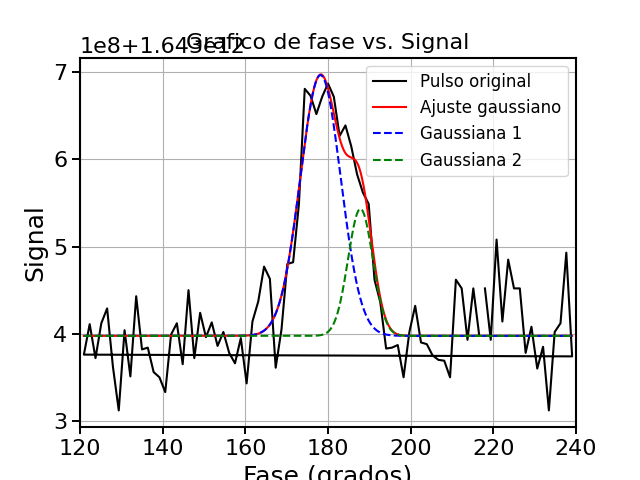 1e8+1.643e12
Grafico de fase vs. Signal
Pulso original
Ajuste gaussiano
Gaussiana 1
Gaussiana 2
Signal
7
6
5
4
3
120 140 160 180 200 220 240
Fase (grados)